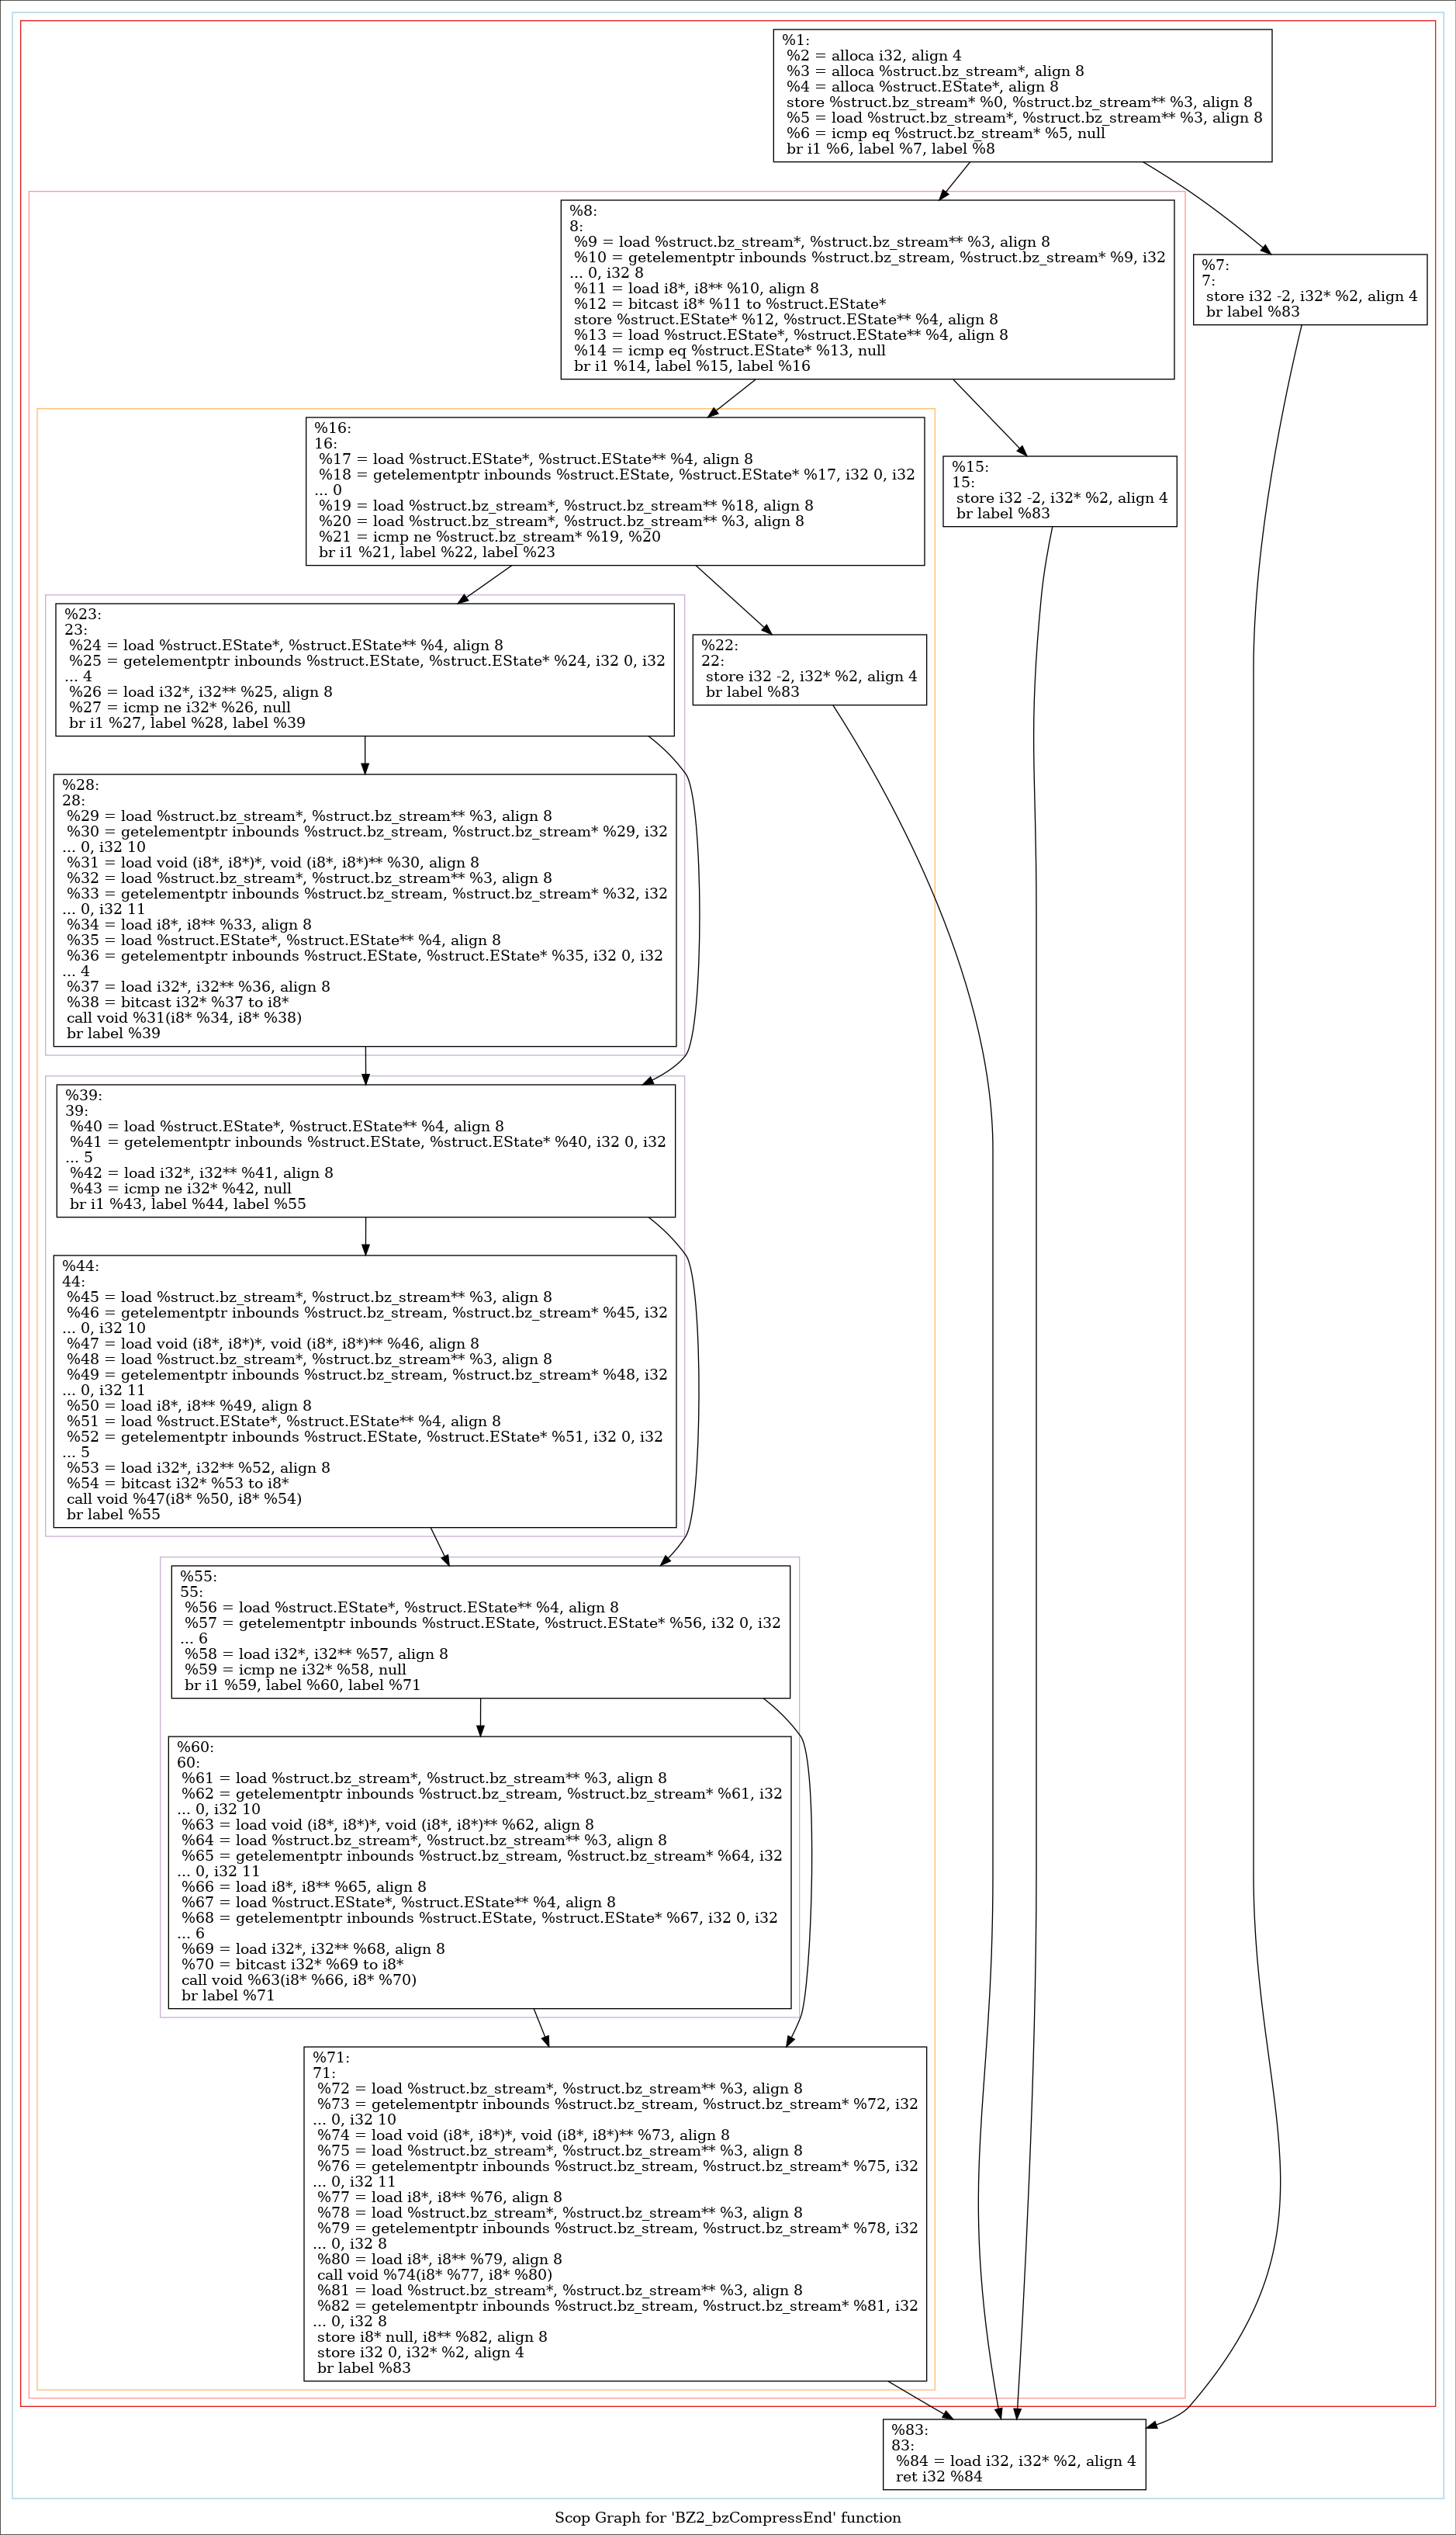 %1:
%2 = alloca i32, align 4
%3 = alloca %struct.bz_stream*, align 8
%4 = alloca %struct.EState*, align 8
store %struct.bz_stream* %0, %struct.bz_stream** %3, align 8
%5 = load %struct.bz_stream*, %struct.bz_stream** %3, align 8
%6 = icmp eq %struct.bz_stream* %5, null
br i1 %6, label %7, label %8
%8:
8:
%9 = load %struct.bz_stream*, %struct.bz_stream** %3, align 8
%10 = getelementptr inbounds %struct.bz_stream, %struct.bz_stream* %9, i32
... 0, i32 8
%11 = load i8*, i8** %10, align 8
%12 = bitcast i8* %11 to %struct.EState*
store %struct.EState* %12, %struct.EState** %4, align 8
%13 = load %struct.EState*, %struct.EState** %4, align 8
%14 = icmp eq %struct.EState* %13, null
br i1 %14, label %15, label %16
%7:
7:
store i32 -2, i32* %2, align 4
br label %83
%16:
16:
%17 = load %struct.EState*, %struct.EState** %4, align 8
%18 = getelementptr inbounds %struct.EState, %struct.EState* %17, i32 0, i32
... 0
%19 = load %struct.bz_stream*, %struct.bz_stream** %18, align 8
%20 = load %struct.bz_stream*, %struct.bz_stream** %3, align 8
%21 = icmp ne %struct.bz_stream* %19, %20
br i1 %21, label %22, label %23
%15:
15:
store i32 -2, i32* %2, align 4
br label %83
%23:
23:
%24 = load %struct.EState*, %struct.EState** %4, align 8
%25 = getelementptr inbounds %struct.EState, %struct.EState* %24, i32 0, i32
... 4
%26 = load i32*, i32** %25, align 8
%27 = icmp ne i32* %26, null
br i1 %27, label %28, label %39
%22:
22:
store i32 -2, i32* %2, align 4
br label %83
%28:
28:
%29 = load %struct.bz_stream*, %struct.bz_stream** %3, align 8
%30 = getelementptr inbounds %struct.bz_stream, %struct.bz_stream* %29, i32
... 0, i32 10
%31 = load void (i8*, i8*)*, void (i8*, i8*)** %30, align 8
%32 = load %struct.bz_stream*, %struct.bz_stream** %3, align 8
%33 = getelementptr inbounds %struct.bz_stream, %struct.bz_stream* %32, i32
... 0, i32 11
%34 = load i8*, i8** %33, align 8
%35 = load %struct.EState*, %struct.EState** %4, align 8
%36 = getelementptr inbounds %struct.EState, %struct.EState* %35, i32 0, i32
... 4
%37 = load i32*, i32** %36, align 8
%38 = bitcast i32* %37 to i8*
call void %31(i8* %34, i8* %38)
br label %39
%39:
39:
%40 = load %struct.EState*, %struct.EState** %4, align 8
%41 = getelementptr inbounds %struct.EState, %struct.EState* %40, i32 0, i32
... 5
%42 = load i32*, i32** %41, align 8
%43 = icmp ne i32* %42, null
br i1 %43, label %44, label %55
%44:
44:
%45 = load %struct.bz_stream*, %struct.bz_stream** %3, align 8
%46 = getelementptr inbounds %struct.bz_stream, %struct.bz_stream* %45, i32
... 0, i32 10
%47 = load void (i8*, i8*)*, void (i8*, i8*)** %46, align 8
%48 = load %struct.bz_stream*, %struct.bz_stream** %3, align 8
%49 = getelementptr inbounds %struct.bz_stream, %struct.bz_stream* %48, i32
... 0, i32 11
%50 = load i8*, i8** %49, align 8
%51 = load %struct.EState*, %struct.EState** %4, align 8
%52 = getelementptr inbounds %struct.EState, %struct.EState* %51, i32 0, i32
... 5
%53 = load i32*, i32** %52, align 8
%54 = bitcast i32* %53 to i8*
call void %47(i8* %50, i8* %54)
br label %55
%55:
55:
%56 = load %struct.EState*, %struct.EState** %4, align 8
%57 = getelementptr inbounds %struct.EState, %struct.EState* %56, i32 0, i32
... 6
%58 = load i32*, i32** %57, align 8
%59 = icmp ne i32* %58, null
br i1 %59, label %60, label %71
%60:
60:
%61 = load %struct.bz_stream*, %struct.bz_stream** %3, align 8
%62 = getelementptr inbounds %struct.bz_stream, %struct.bz_stream* %61, i32
... 0, i32 10
%63 = load void (i8*, i8*)*, void (i8*, i8*)** %62, align 8
%64 = load %struct.bz_stream*, %struct.bz_stream** %3, align 8
%65 = getelementptr inbounds %struct.bz_stream, %struct.bz_stream* %64, i32
... 0, i32 11
%66 = load i8*, i8** %65, align 8
%67 = load %struct.EState*, %struct.EState** %4, align 8
%68 = getelementptr inbounds %struct.EState, %struct.EState* %67, i32 0, i32
... 6
%69 = load i32*, i32** %68, align 8
%70 = bitcast i32* %69 to i8*
call void %63(i8* %66, i8* %70)
br label %71
%71:
71:
%72 = load %struct.bz_stream*, %struct.bz_stream** %3, align 8
%73 = getelementptr inbounds %struct.bz_stream, %struct.bz_stream* %72, i32
... 0, i32 10
%74 = load void (i8*, i8*)*, void (i8*, i8*)** %73, align 8
%75 = load %struct.bz_stream*, %struct.bz_stream** %3, align 8
%76 = getelementptr inbounds %struct.bz_stream, %struct.bz_stream* %75, i32
... 0, i32 11
%77 = load i8*, i8** %76, align 8
%78 = load %struct.bz_stream*, %struct.bz_stream** %3, align 8
%79 = getelementptr inbounds %struct.bz_stream, %struct.bz_stream* %78, i32
... 0, i32 8
%80 = load i8*, i8** %79, align 8
call void %74(i8* %77, i8* %80)
%81 = load %struct.bz_stream*, %struct.bz_stream** %3, align 8
%82 = getelementptr inbounds %struct.bz_stream, %struct.bz_stream* %81, i32
... 0, i32 8
store i8* null, i8** %82, align 8
store i32 0, i32* %2, align 4
br label %83
%83:
83:
%84 = load i32, i32* %2, align 4
ret i32 %84
Scop Graph for 'BZ2_bzCompressEnd' function